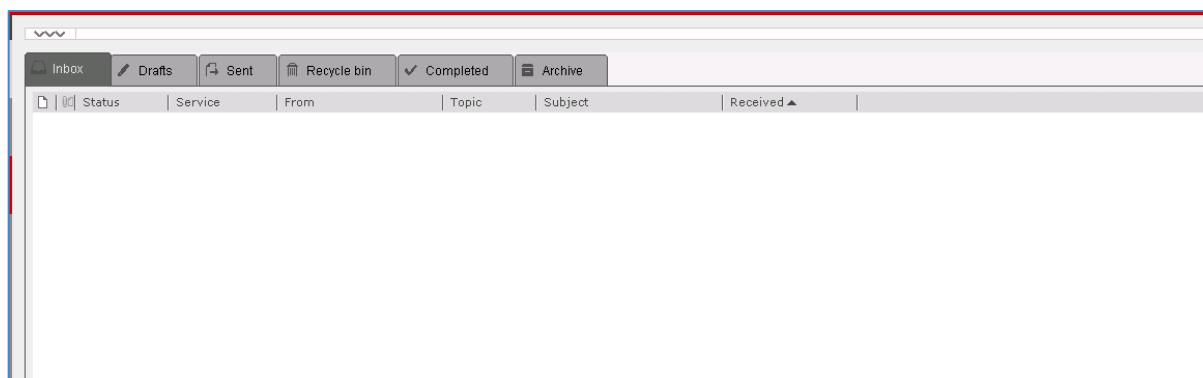 Inbox Drafts Sent Recycle bin Completed Archive
Status Service From Topic Subject Received